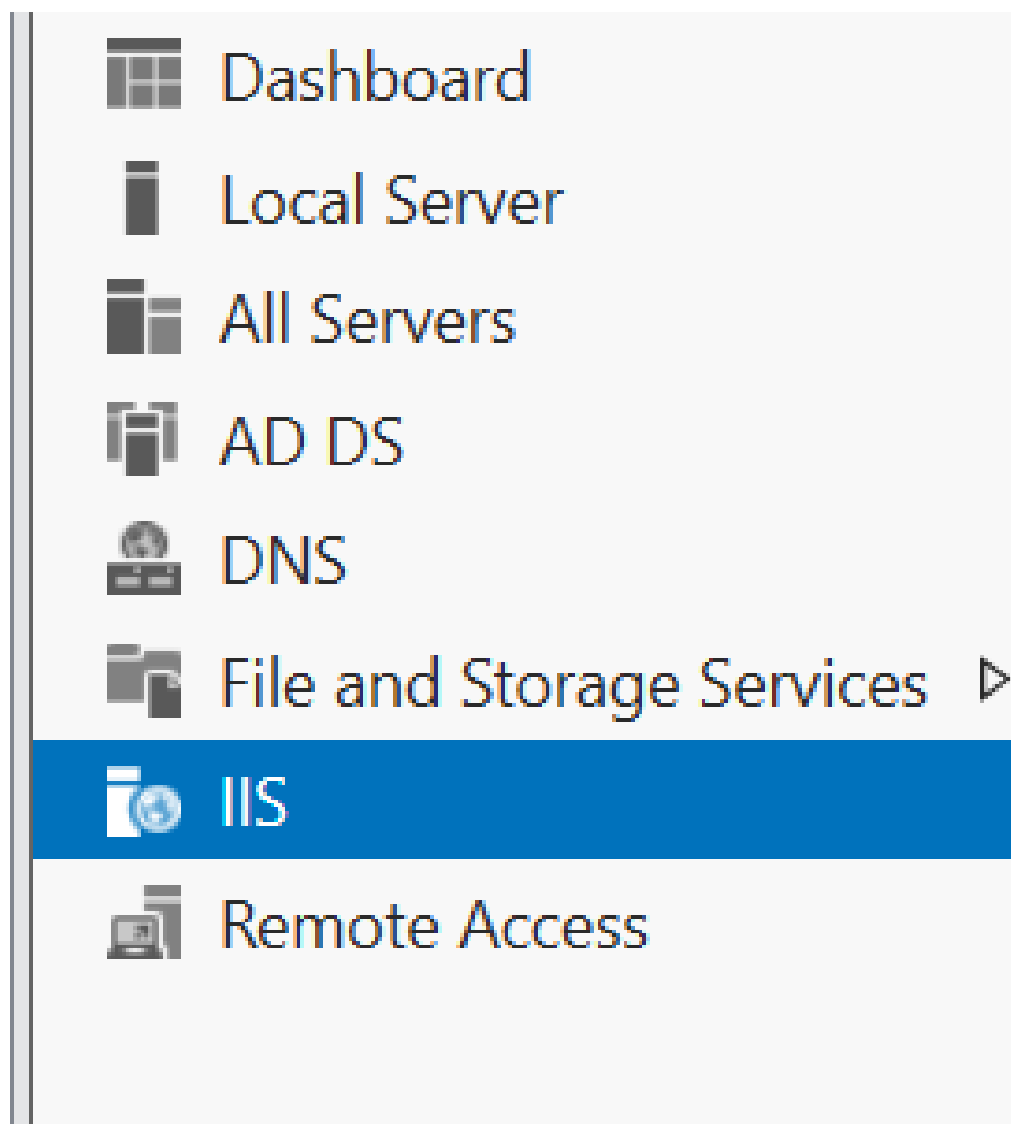 Dashboard
Local Server
All Servers
AD DS
DNS
File and Storage Services
IIS
Remote Access